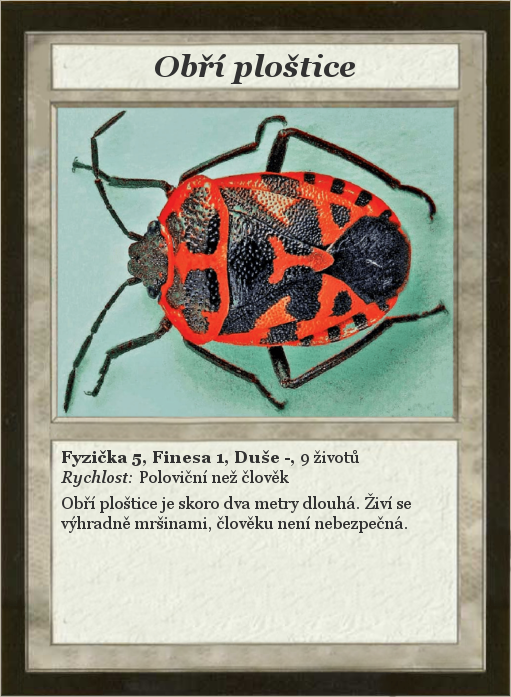 Obří ploštice
Fyzička 5, Finesa 1, Duše -, 9 životů
Rychlost: Poloviční než člověk
Obří ploštice je skoro dva metry dlouhá. Živí se
výhradně mršinami, člověku není nebezpečná.